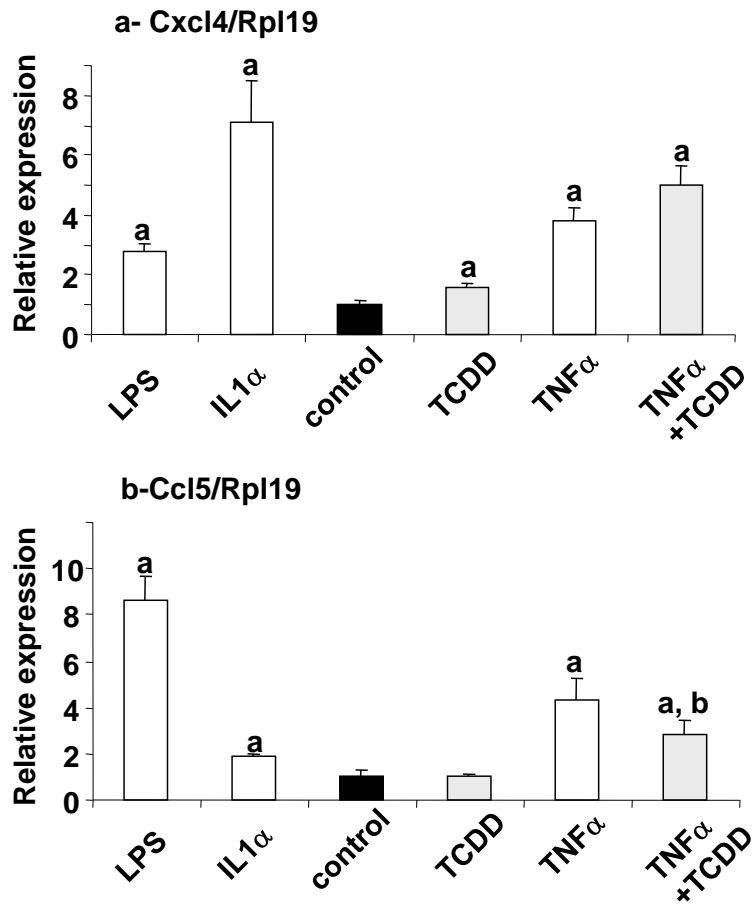 a- Cxcl4/Rpl19
Relative expression
8
6
4
2
0
a
a
a
a
a
LPS
IL1α
control
TCDD
TNFα
TNFα
+TCDD
b-Ccl5/Rpl19
Relative expression
10
8
6
4
2
0
a
a
a
a, b
LPS
IL1α
control
TCDD
TNFα
TNFα
+TCDD